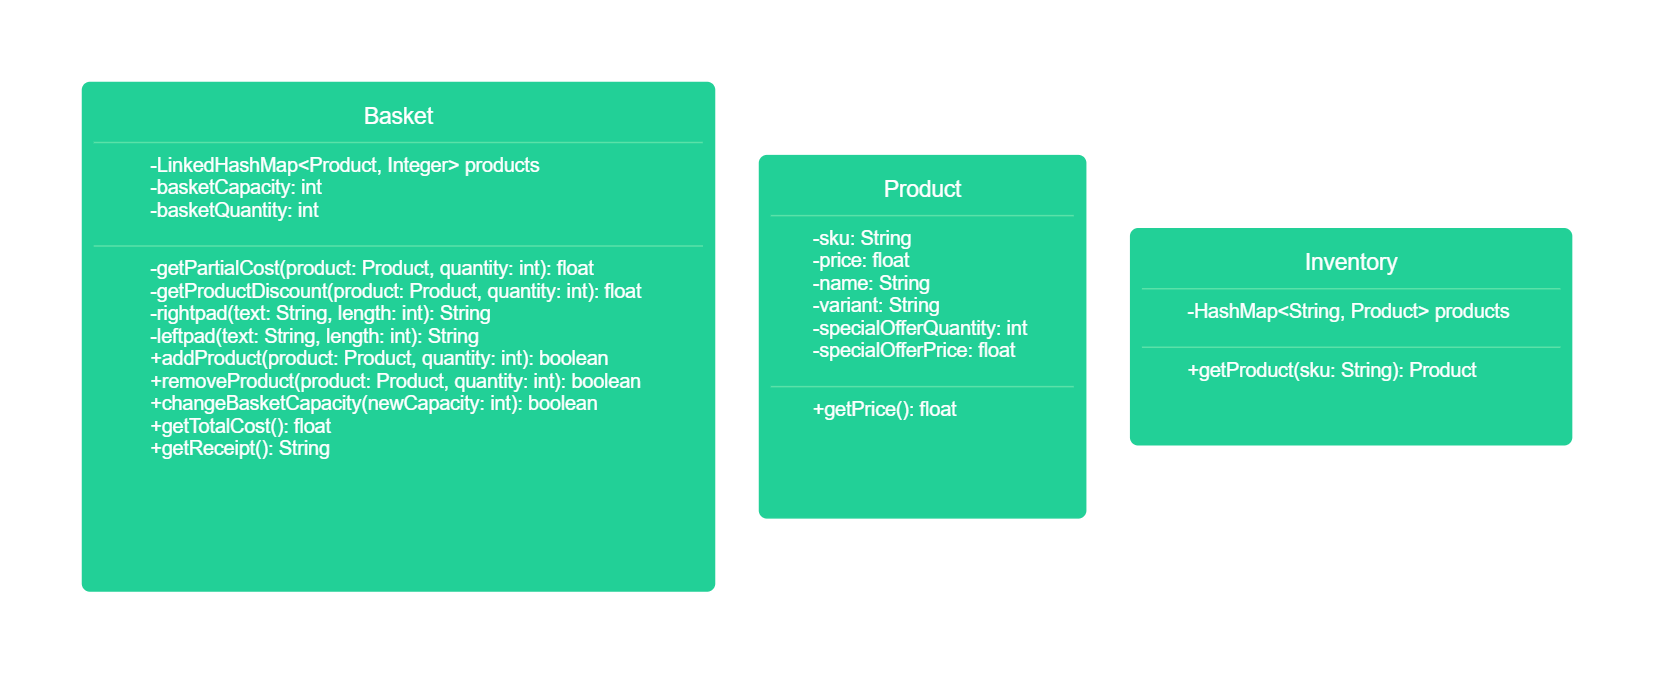 Basket
-LinkedHashMap<Product, Integer> products
-basketCapacity: int
-basketQuantity: int
-getPartialCost(product: Product, quantity: int): float
-getProductDiscount(product: Product, quantity: int): float
-rightpad(text: String, length: int): String
-leftpad(text: String, length: int): String
+addProduct(product: Product, quantity: int): boolean
+removeProduct(product: Product, quantity: int): boolean
+changeBasketCapacity(newCapacity: int): boolean
+getTotalCost(): float
+getReceipt(): String
Product
-sku: String
-price: float
-name: String
-variant: String
-specialOfferQuantity: int
-specialOfferPrice: float
+getPrice(): float
Inventory
-HashMap<String, Product> products
+getProduct(sku: String): Product